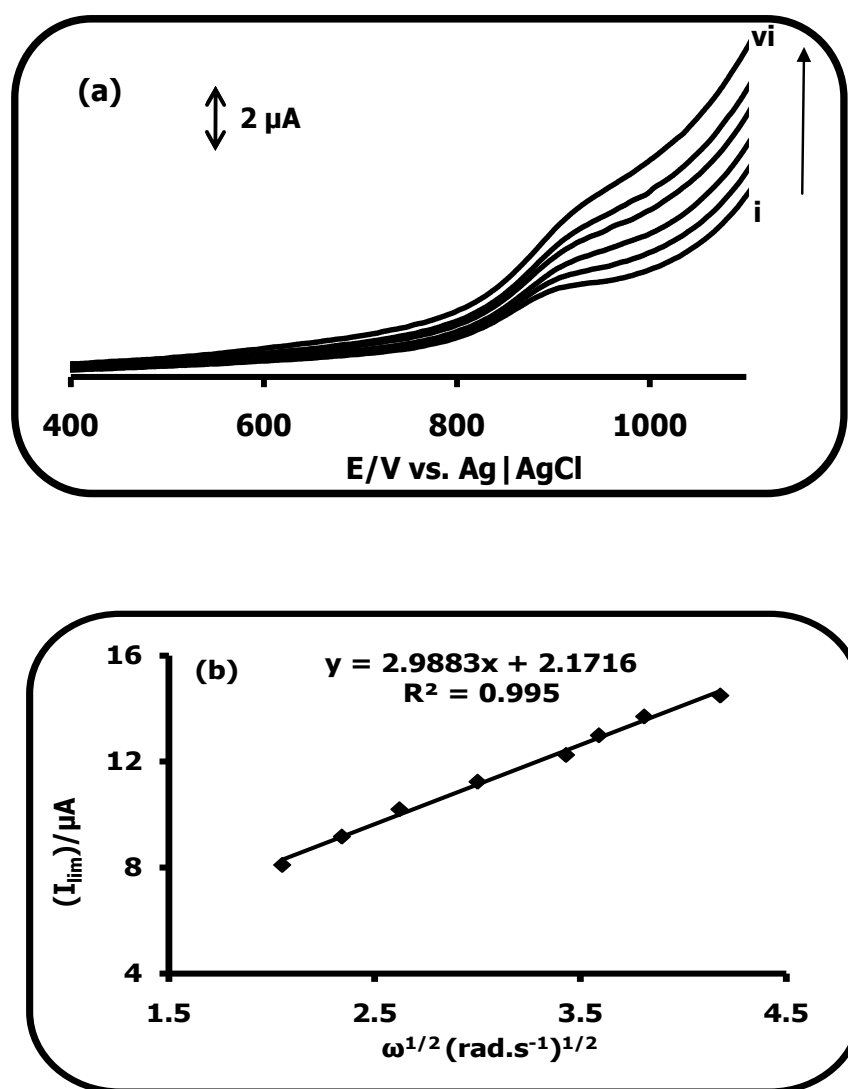 vi
(a)
2 µA
i
400 600 800 1000
E/V vs. Ag|AgCl
16
(b)
y = 2.9883x + 2.1716
R² = 0.995
12
8
4
(I_lim)/µA
1.5 2.5 3.5 4.5
ω^1/2 (rad.s⁻¹)^1/2